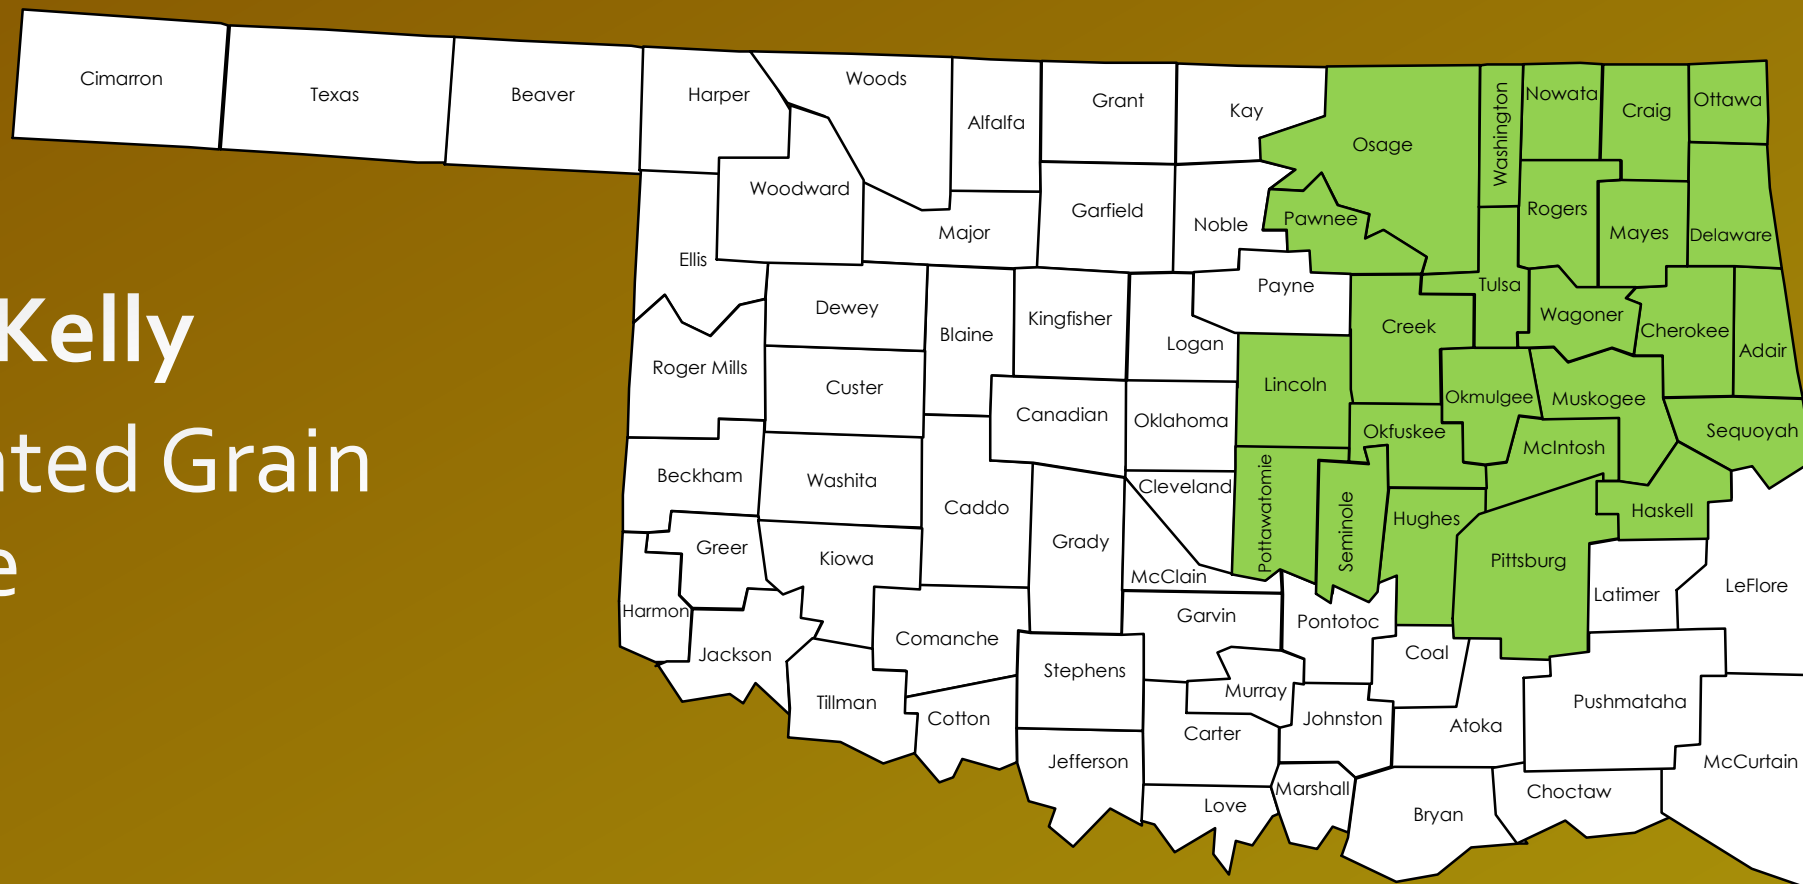 Kelly
ated Grain
e
Cimarron
Texas
Beaver
Harper
Woods
Alfalfa
Grant
Kay
Osage
Washington
Nowata
Craig
Ottawa
Woodward
Ellis
Major
Garfield
Noble
Pawnee
Rogers
Mayes
Delaware
Dewey
Blaine
Kingfisher
Logan
Payne
Creek
Tulsa
Wagoner
Cherokee
Adair
Roger Mills
Custer
Canadian
Oklahoma
Lincoln
Okmulgee
Muskogee
Okfuskee
McIntosh
Sequoyah
Beckham
Washita
Caddo
Cleveland
Pottawatomie
Seminole
Hughes
Haskell
Greer
Kiowa
Grady
McClain
Pittsburg
Latimer
LeFlore
Harmon
Jackson
Comanche
Garvin
Pontotoc
Coal
Stephens
Murray
Tillman
Cotton
Carter
Johnston
Atoka
Pushmataha
Jefferson
McCurtain
Love
Marshall
Bryan
Choctaw